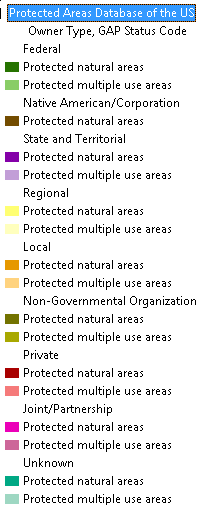 Protected Areas Database of the US
Owner Type, GAP Status Code
Federal
Protected natural areas
Protected multiple use areas
Native American/Corporation
Protected natural areas
State and Territorial
Protected natural areas
Protected multiple use areas
Regional
Protected natural areas
Protected multiple use areas
Local
Protected natural areas
Protected multiple use areas
Non-Governmental Organization
Protected natural areas
Protected multiple use areas
Private
Protected natural areas
Protected multiple use areas
Joint/Partnership
Protected natural areas
Protected multiple use areas
Unknown
Protected natural areas
Protected multiple use areas